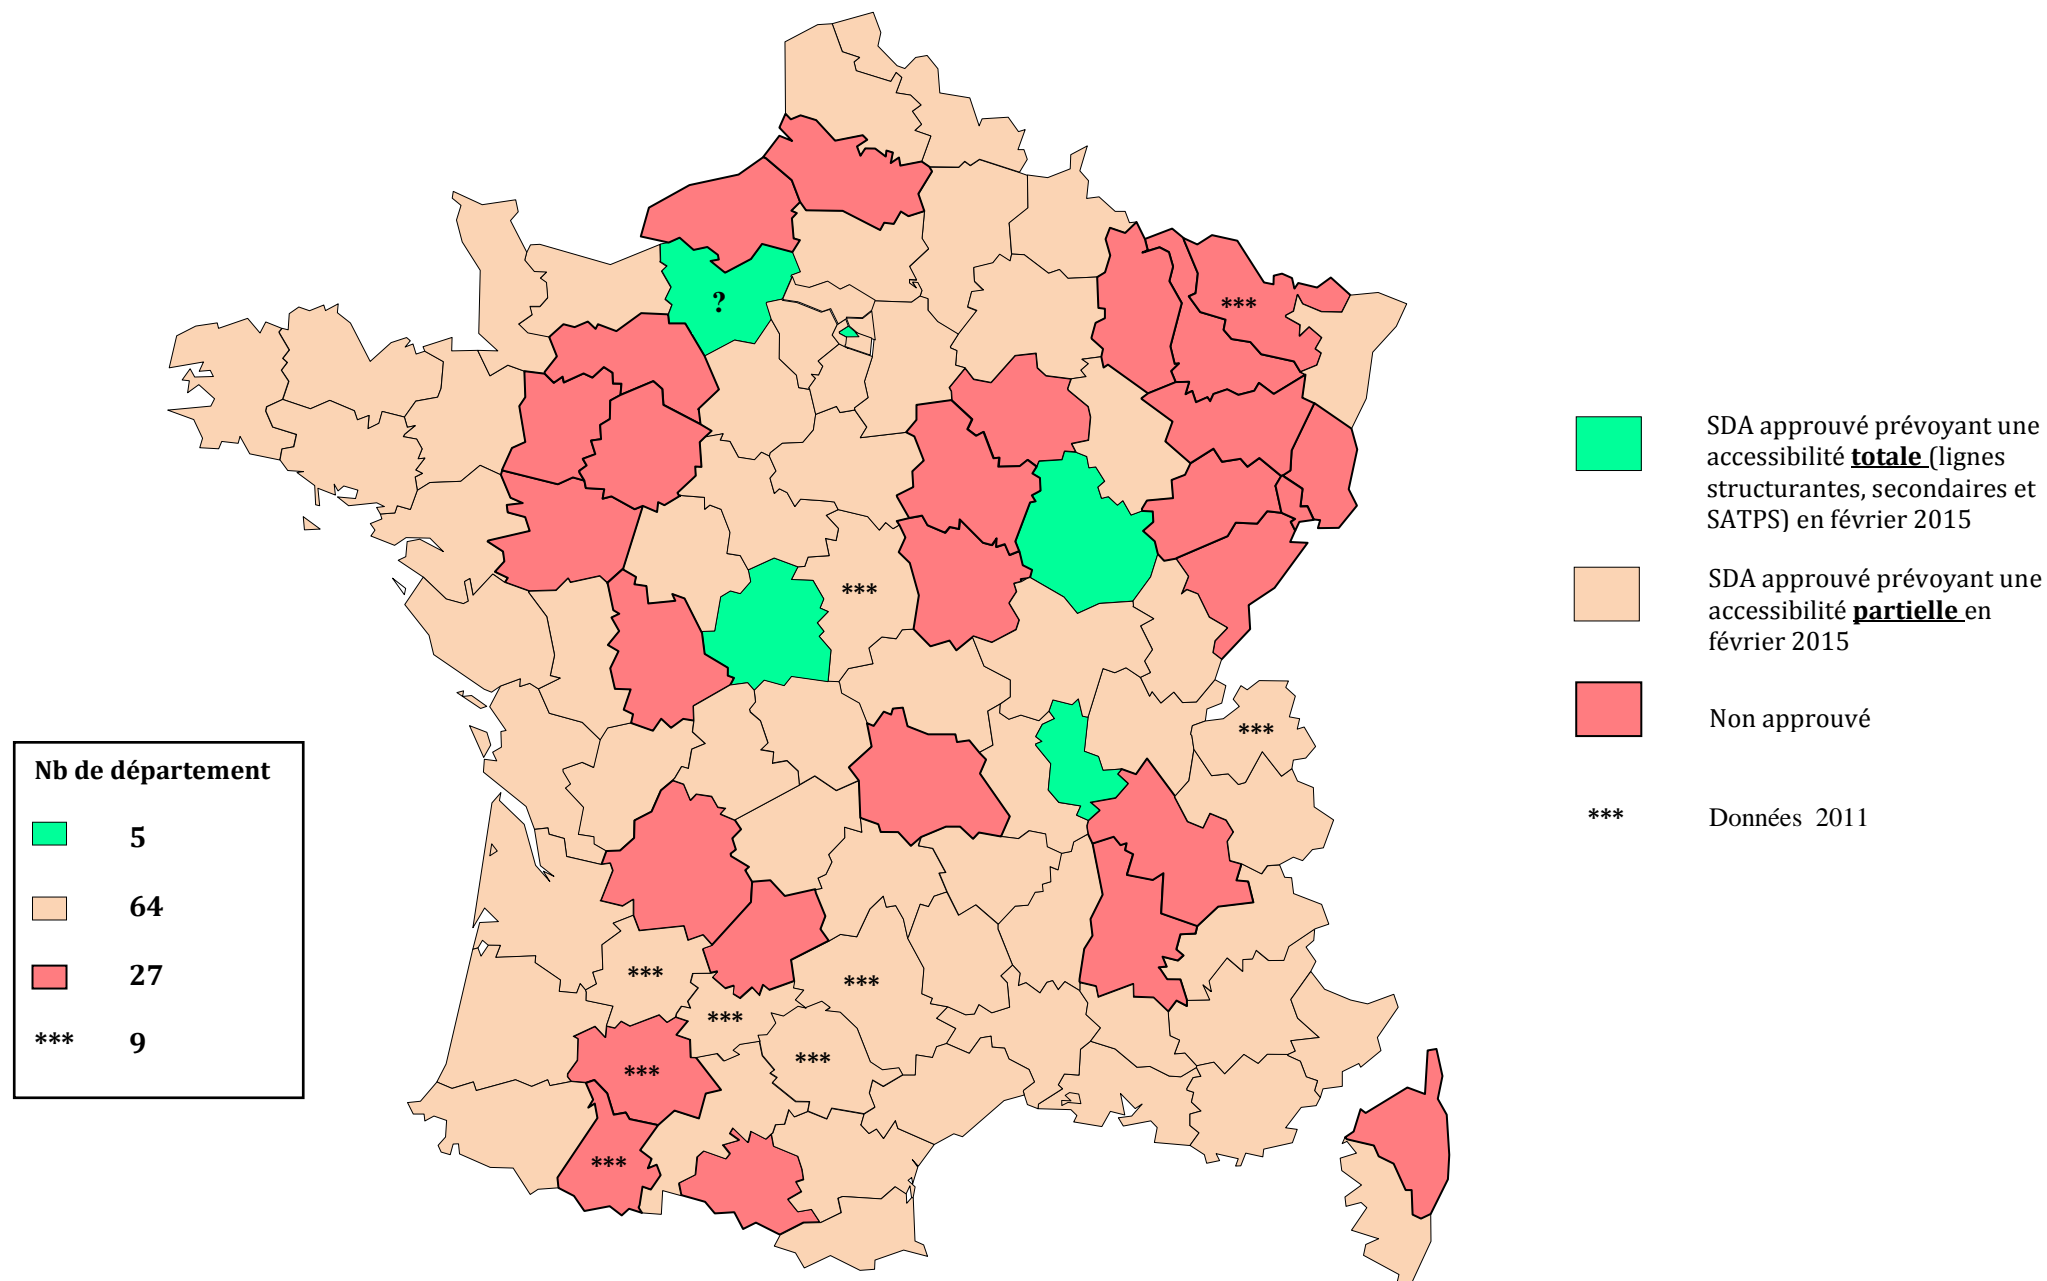 ?
***
***
***
***
***
***
***
***
***
SDA approuvé prévoyant une
accessibilité totale (lignes
structurantes, secondaires et
SATPS) en février 2015
SDA approuvé prévoyant une
accessibilité partielle en
février 2015
Non approuvé
*** Données 2011
Nb de département
5
64
27
*** 9